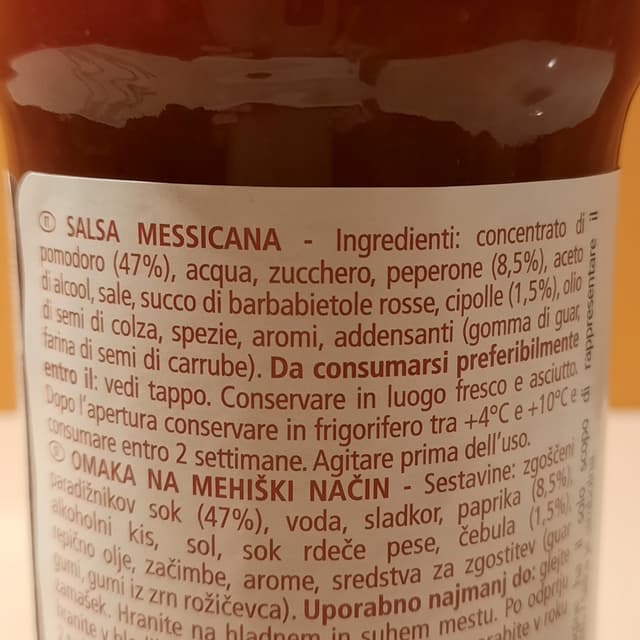 SALSA MESSICANA - Ingredienti: concentrato di
pomodoro (47%), acqua, zucchero, peperone (8,5%), aceto
di alcool, sale, succo di barbabietole rosse, cipolle (1,5%), olio
di semi di colza, spezie, aromi, addensanti (gomma di guar,
farina di semi di carrube). Da consumarsi preferibilmente
entro il: vedi tappo. Conservare in luogo fresco e asciutto.
Dopo l'apertura conservare in frigorifero tra +4°C e +10°C e
consumare entro 2 settimane. Agitare prima dell'uso.
OMAKA NA MEHIŠKI NAČIN - Sestavine: zgoščeni
paradižnikov sok (47%), voda, sladkor, paprika (8,5%),
alkoholni kis, sol, sok rdeče pese, čebula (1,5%),
repično olje, začimbe, arome, sredstva za zgostitev (guar
gumi, gumi iz zrn rožičevca). Uporabno najmanj do: glejte
zamašek. Hranite na hladnem in suhem mestu. Po odprtju
hranite v
solo scopo di rappresentare il